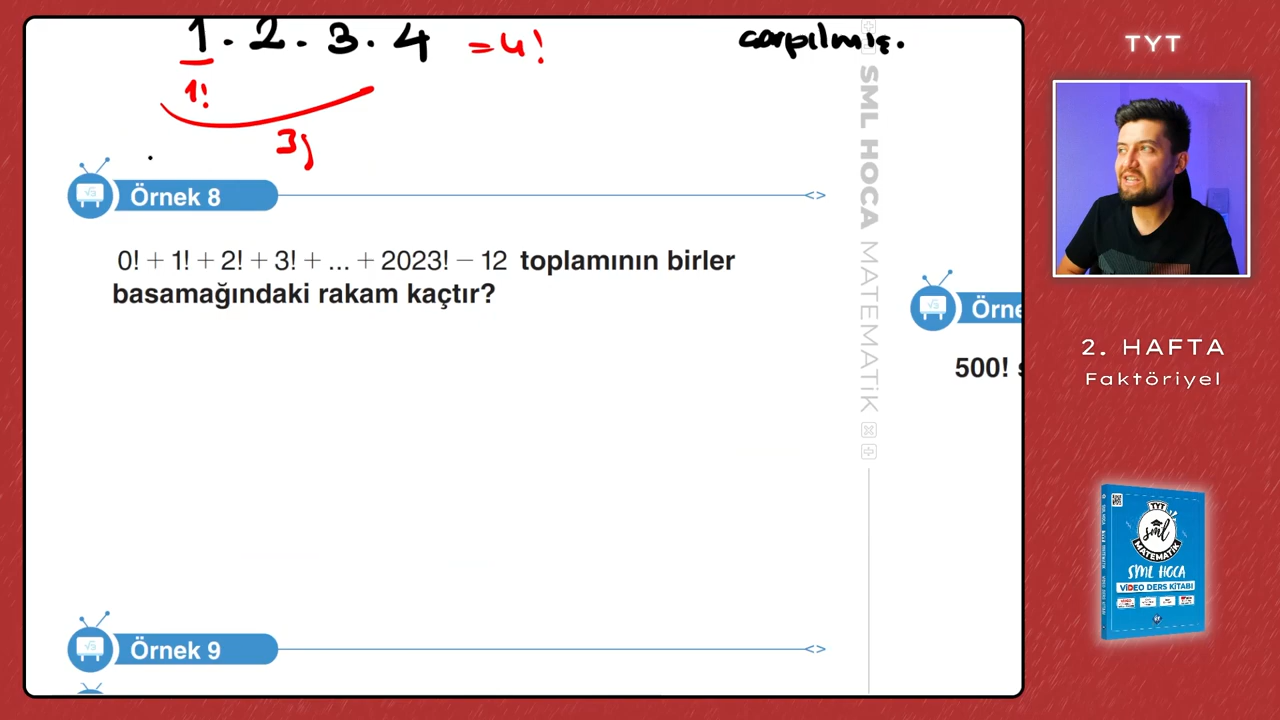 1 . 2 . 3 . 4 = 4!
1!
çarpılmış.
Örnek 8
0! + 1! + 2! + 3! + ... + 2023! − 12 toplamının birler
basamağındaki rakam kaçtır?
Örnek 9
SML HOCA MATEMATİK
Örne
500! s
TYT
2. HAFTA
Faktöriyel
TYT
sml
MATEMATİK
SML HOCA
VİDEO DERS KİTABI